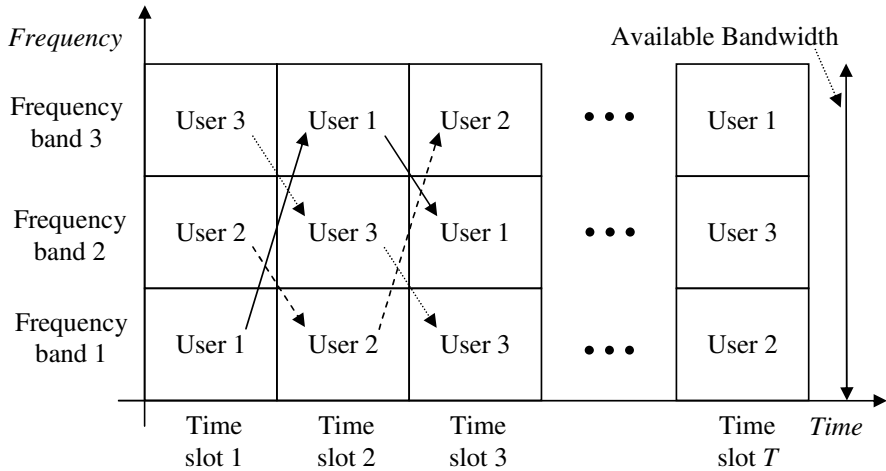 Frequency
Available Bandwidth
Frequency
band 3
User 3
User 1
User 2
User 1
Frequency
band 2
User 2
User 3
User 1
User 3
Frequency
band 1
User 1
User 2
User 3
User 2
Time
slot 1
Time
slot 2
Time
slot 3
Time
slot T
Time